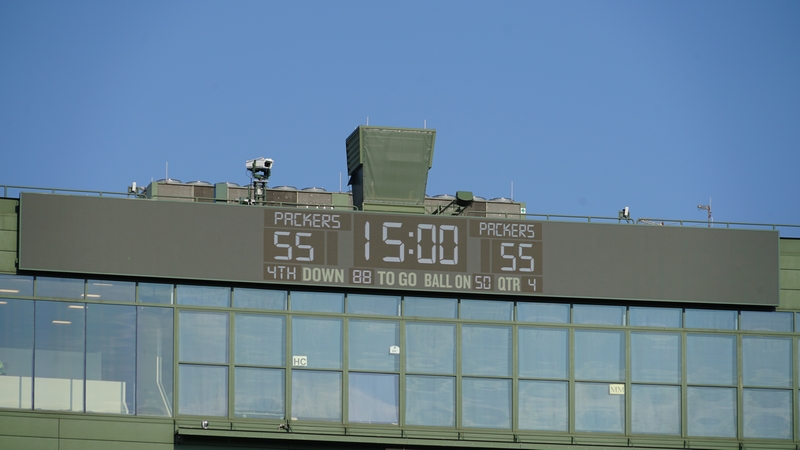 PACKERS PACKERS
55 15:00 55
4TH DOWN 88 TO GO BALL ON 50 QTR 4
HC
MM